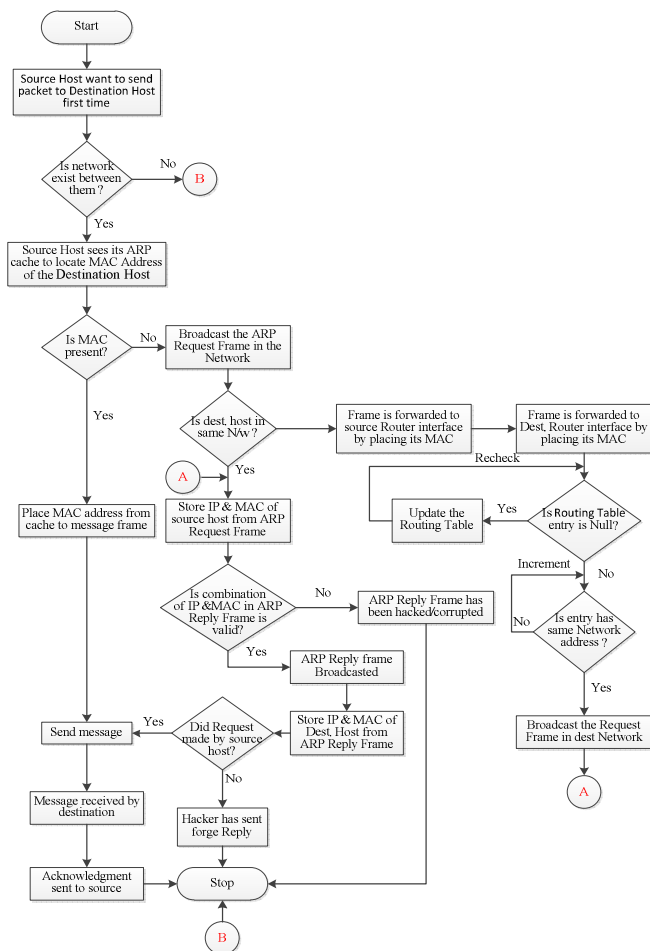 Start
Source Host want to send
packet to Destination Host
first time
Is network
exist between
them ?
No
B
Yes
Source Host sees its ARP
cache to locate MAC Address
of the Destination Host
Is MAC
present?
No
Broadcast the ARP
Request Frame in the
Network
Yes
Is dest. host in
same N/w ?
Frame is forwarded to
source Router interface
by placing its MAC
Frame is forwarded to
Dest. Router interface by
placing its MAC
Recheck
A
Yes
Place MAC address from
cache to message frame
Store IP & MAC of
source host from ARP
Request Frame
Update the
Routing Table
Yes
Is Routing Table
entry is Null?
Increment
No
Is combination
of IP &MAC in ARP
Reply Frame is
valid?
No
ARP Reply Frame has
been hacked/corrupted
No
Is entry has
same Network
address ?
Yes
ARP Reply frame
Broadcasted
Yes
Send message
Yes
Did Request
made by source
host?
Store IP & MAC of
Dest. Host from
ARP Reply Frame
Broadcast the Request
Frame in dest Network
No
A
Message received by
destination
Hacker has sent
forge Reply
Acknowledgment
sent to source
Stop
B